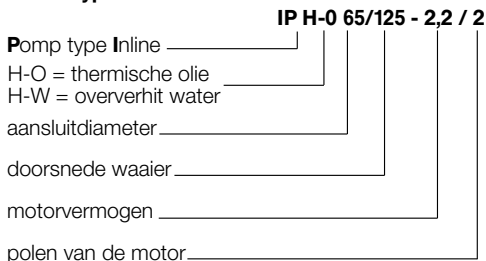 IP H-0 65/125 - 2,2 / 2
Pomp type Inline
H-O = thermische olie
H-W = oververhit water
aansluitdiameter
doorsnede waaier
motorvermogen
polen van de motor